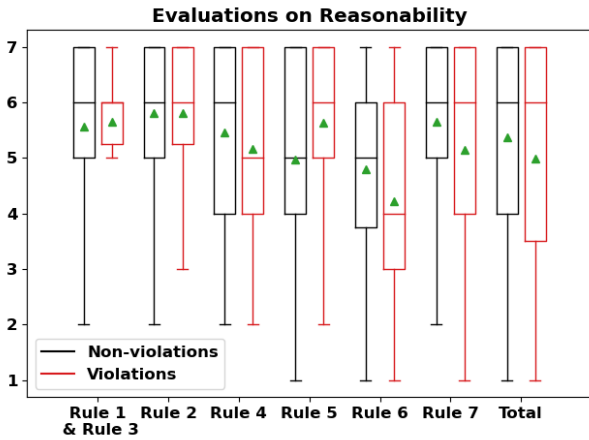 Evaluations on Reasonability
7
6
5
4
3
2
1
Non-violations
Violations
Rule 1 Rule 2 Rule 4 Rule 5 Rule 6 Rule 7 Total
& Rule 3